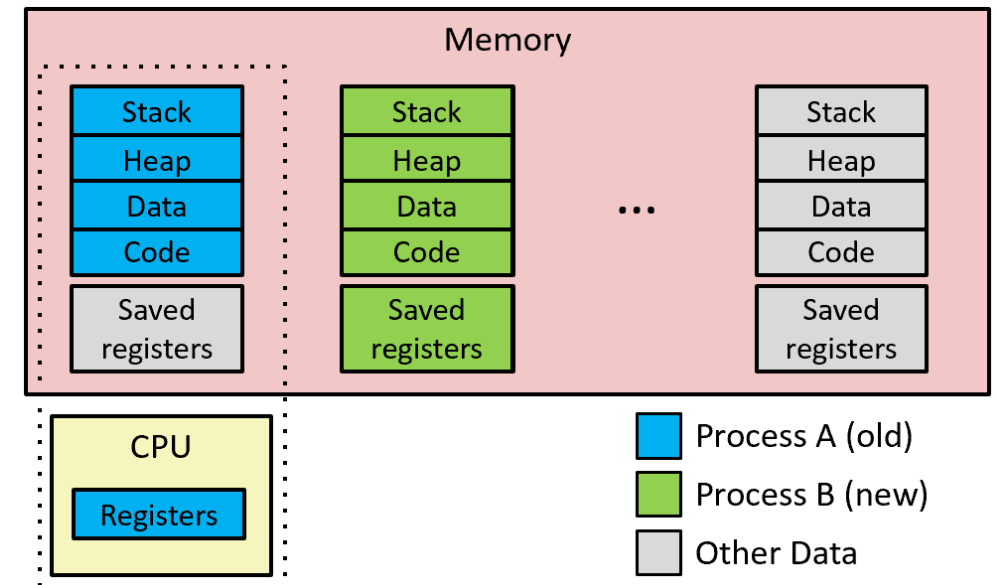 Memory
Stack
Heap
Data
Code
Saved
registers
Stack
Heap
Data
Code
Saved
registers
...
Stack
Heap
Data
Code
Saved
registers
CPU
Registers
Process A (old)
Process B (new)
Other Data